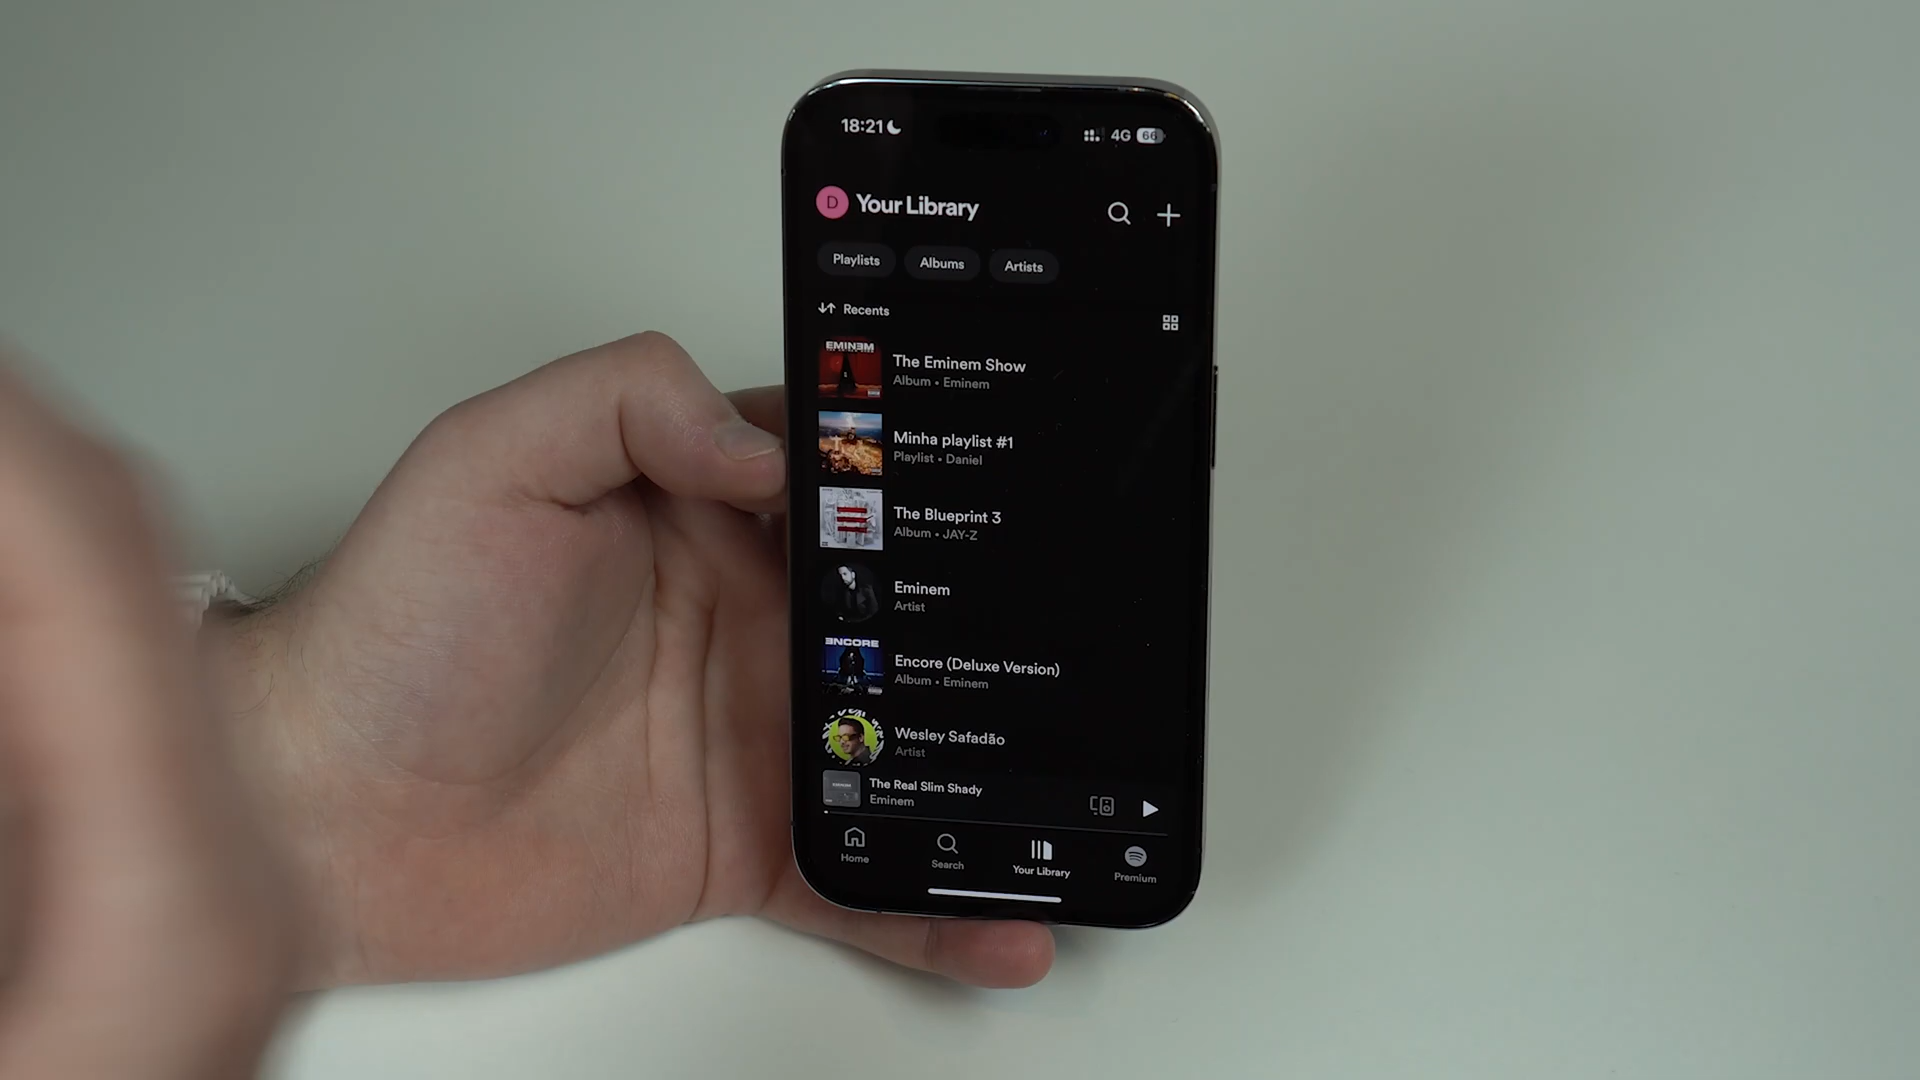 18:21
4G 66
D Your Library
Playlists Albums Artists
Recents
EMINEM
The Eminem Show
Album • Eminem
Minha playlist #1
Playlist • Daniel
The Blueprint 3
Album • JAY-Z
Eminem
Artist
ENCORE
Encore (Deluxe Version)
Album • Eminem
Wesley Safadão
Artist
The Real Slim Shady
Eminem
Home Search Your Library Premium